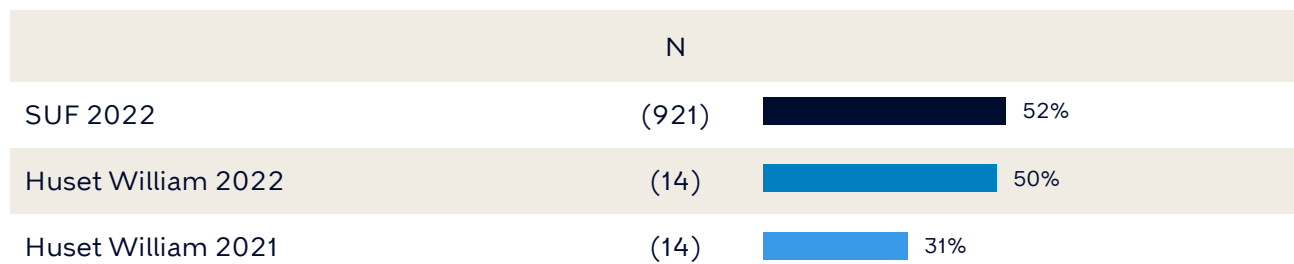 N
SUF 2022 (921) 52%
Huset William 2022 (14) 50%
Huset William 2021 (14) 31%